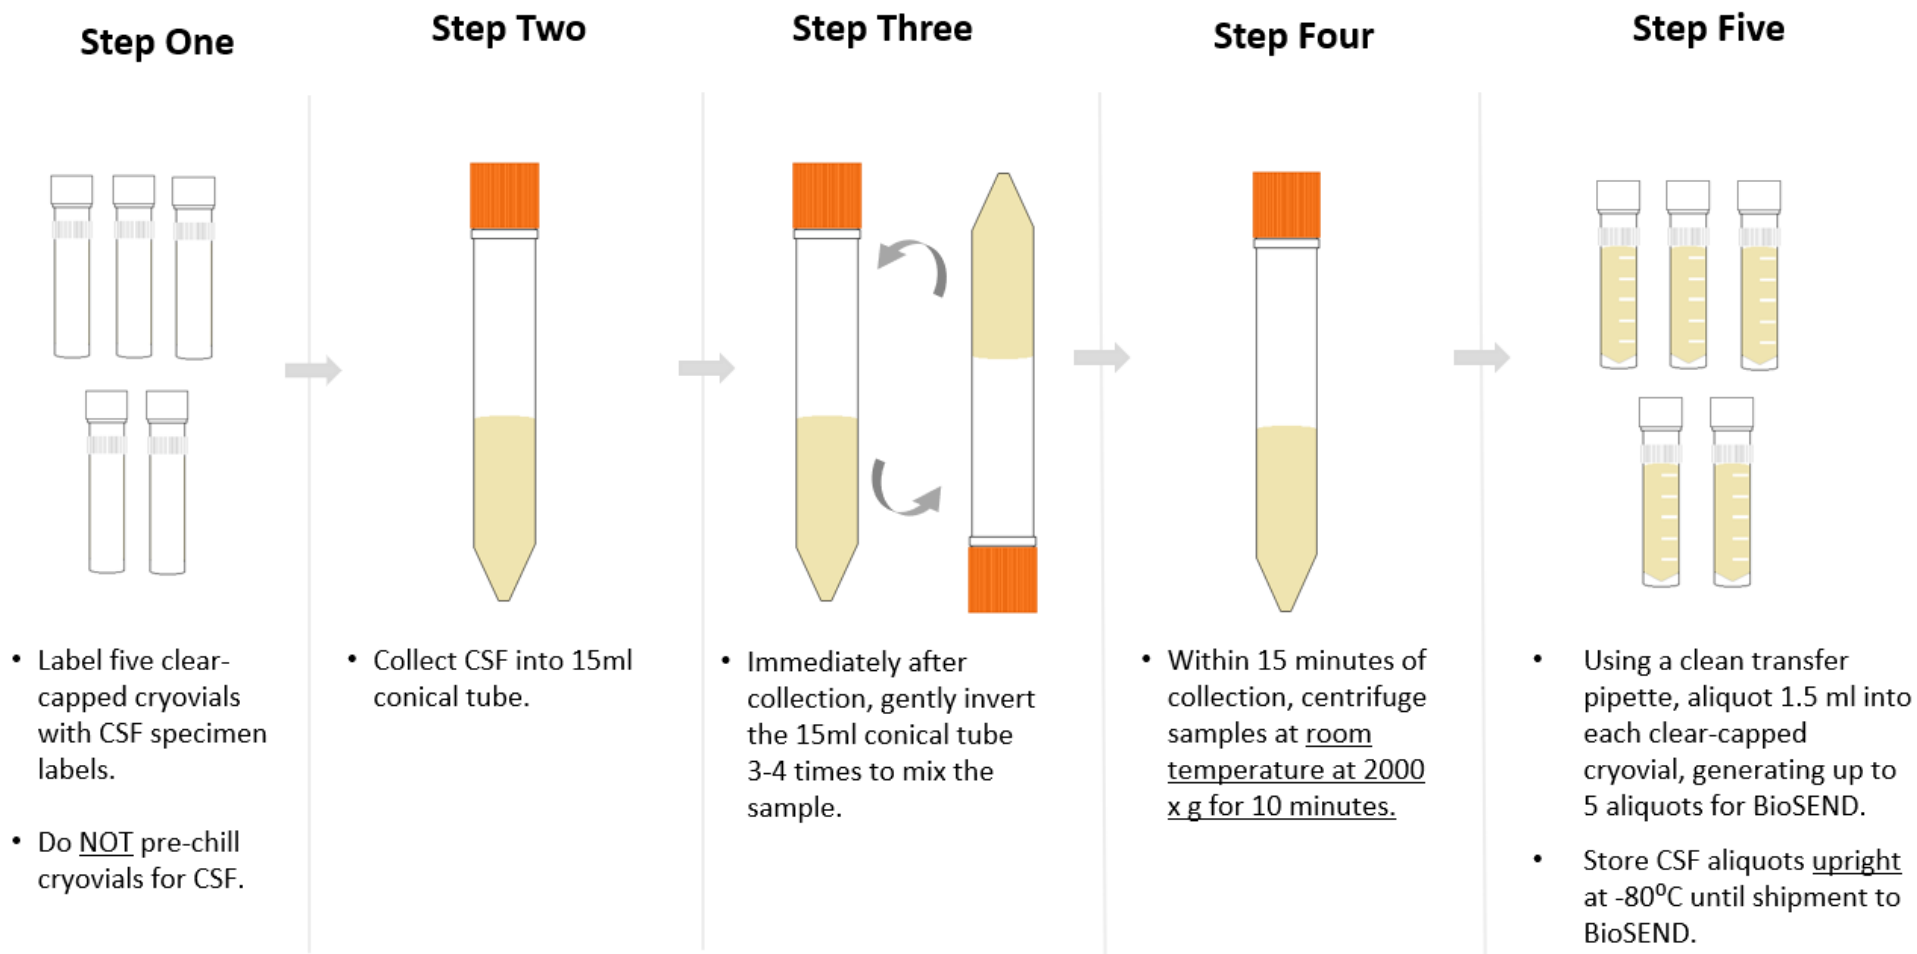 Step One
Step Two
Step Three
Step Four
Step Five
• Label five clear-
capped cryovials
with CSF specimen
labels.
• Do NOT pre-chill
cryovials for CSF.
• Collect CSF into 15ml
conical tube.
• Immediately after
collection, gently invert
the 15ml conical tube
3-4 times to mix the
sample.
• Within 15 minutes of
collection, centrifuge
samples at room
temperature at 2000
x g for 10 minutes.
• Using a clean transfer
pipette, aliquot 1.5 ml into
each clear-capped
cryovial, generating up to
5 aliquots for BioSEND.
• Store CSF aliquots upright
at -80⁰C until shipment to
BioSEND.